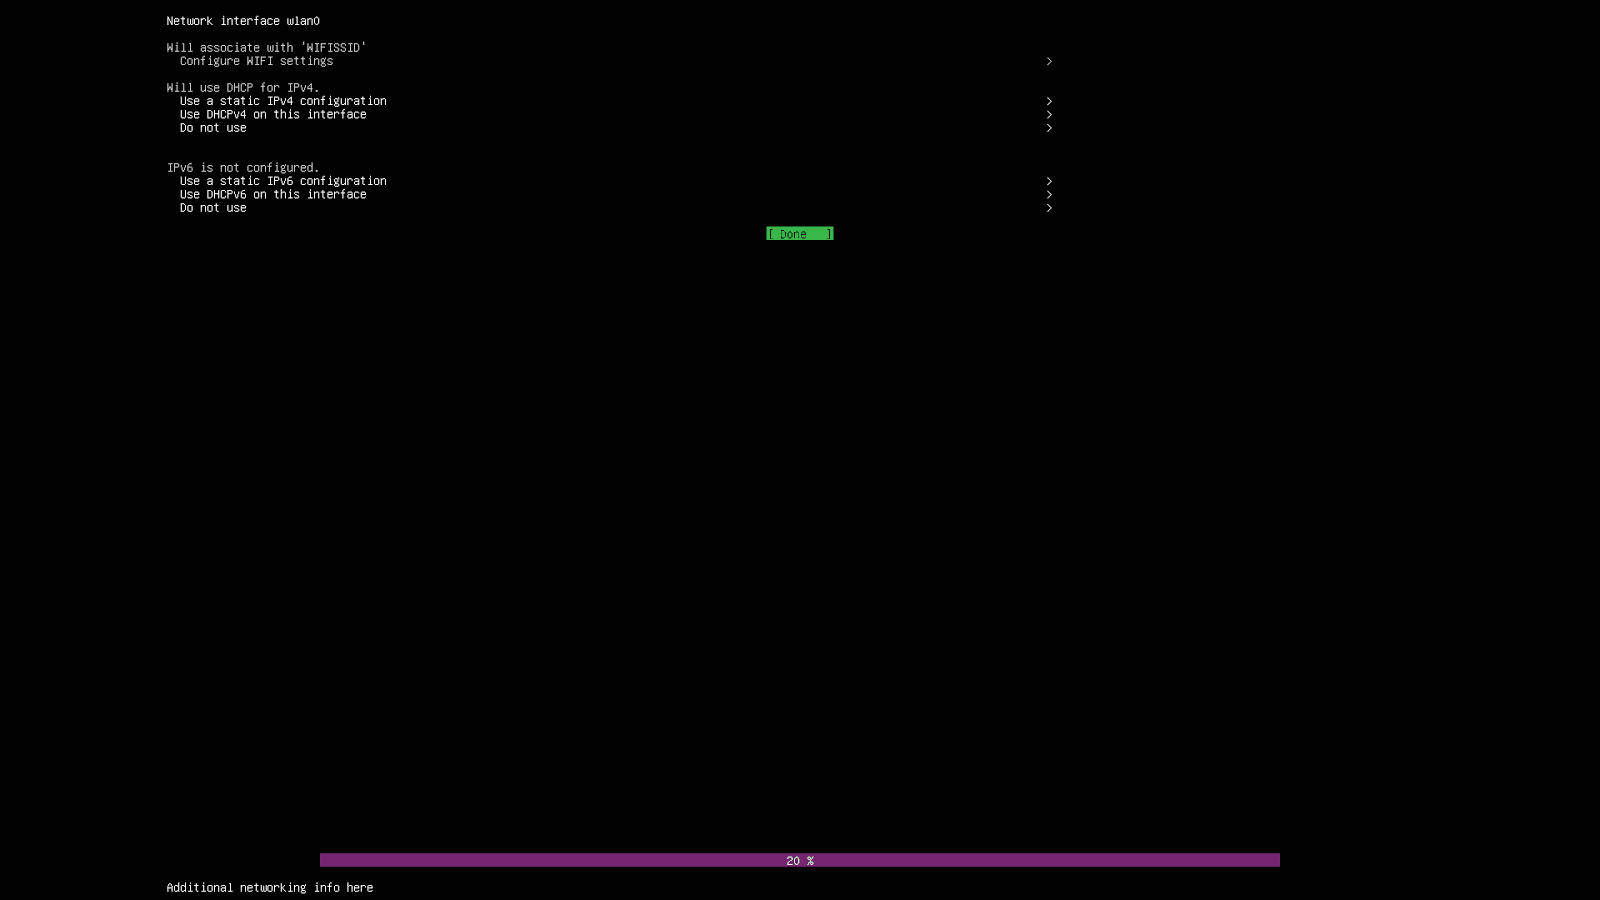 Network interface wlan0
Will associate with 'WIFISSID'
Configure WIFI settings >
Will use DHCP for IPv4.
Use a static IPv4 configuration >
Use DHCPv4 on this interface >
Do not use >
IPv6 is not configured.
Use a static IPv6 configuration >
Use DHCPv6 on this interface >
Do not use >
[ Done ]
20 %
Additional networking info here